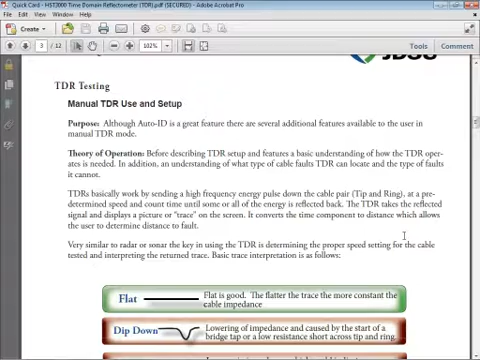 Quick Card - HST2000 Time Domain Reflectometer (TDR).pdf (SECURED) - Adobe Acrobat Pro
File Edit View Window Help
Create
3 / 12
102%
Tools
Comment
JDSU
TDR Testing
Manual TDR Use and Setup
Purpose: Although Auto-ID is a great feature there are several additional features available to the user in
manual TDR mode.
Theory of Operation: Before describing TDR setup and features a basic understanding of how the TDR oper-
ates is needed. In addition, an understanding of what type of cable faults TDR can locate and the type of faults
it cannot.
TDRs basically work by sending a high frequency energy pulse down the cable pair (Tip and Ring), at a pre-
determined speed and count time until some or all of the energy is reflected back. The TDR takes the reflected
signal and displays a picture or “trace” on the screen. It converts the time component to distance which allows
the user to determine distance to fault.
Very similar to radar or sonar the key in using the TDR is determining the proper speed setting for the cable
tested and interpreting the returned trace. Basic trace interpretation is as follows:
Flat
Flat is good. The flatter the trace the more constant the
cable impedance
Dip Down
Lowering of impedance and caused by the start of a
bridge tap or a low resistance short across tip and ring.